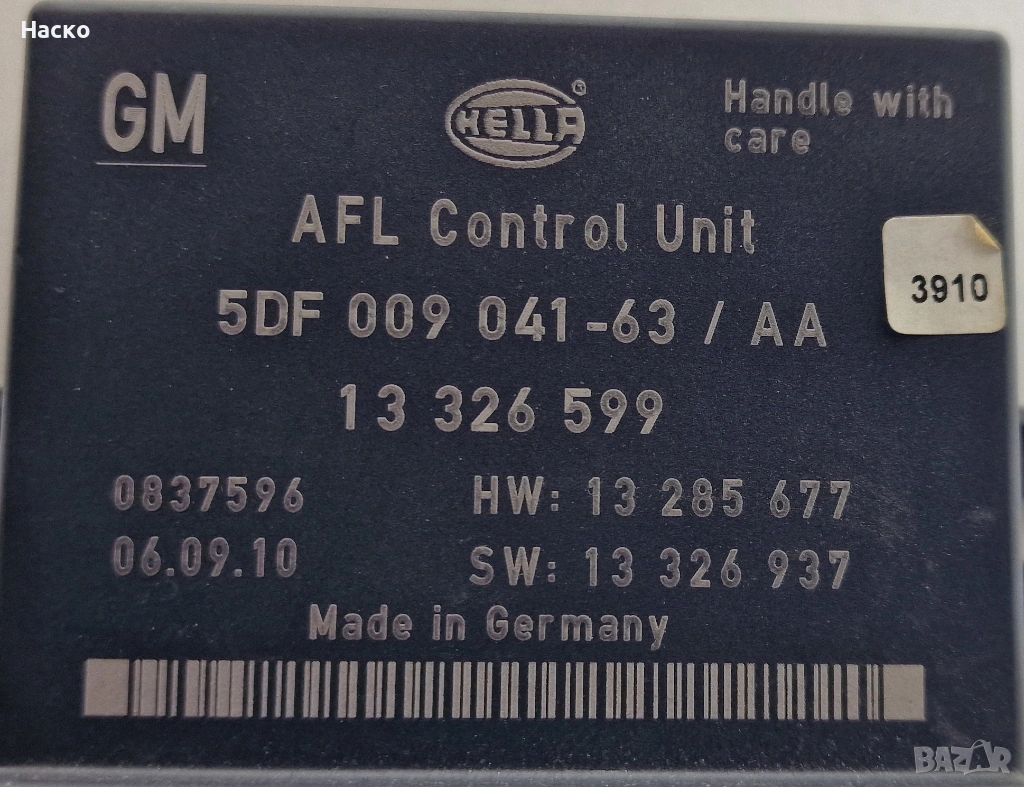 Наско
GM
HELLA
®
Handle with
care
AFL Control Unit
5DF 009 041-63 / AA
3910
13 326 599
0837596
HW: 13 285 677
06.09.10
SW: 13 326 937
Made in Germany
BAZAR